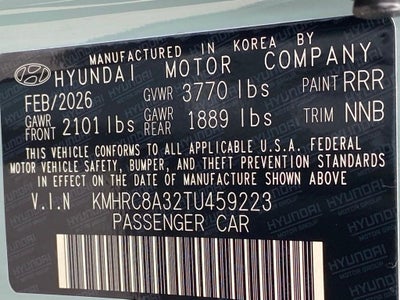 MANUFACTURED IN KOREA BY
HYUNDAI MOTOR COMPANY
FEB/2026 GVWR 3770 lbs PAINT RRR
GAWR FRONT 2101 lbs GAWR REAR 1889 lbs TRIM NNB
THIS VEHICLE CONFORMS TO ALL APPLICABLE U.S.A. FEDERAL
MOTOR VEHICLE SAFETY, BUMPER, AND THEFT PREVENTION STANDARDS
IN EFFECT ON THE DATE OF MANUFACTURE SHOWN ABOVE.
V.I.N KMHRC8A32TU459223
PASSENGER CAR